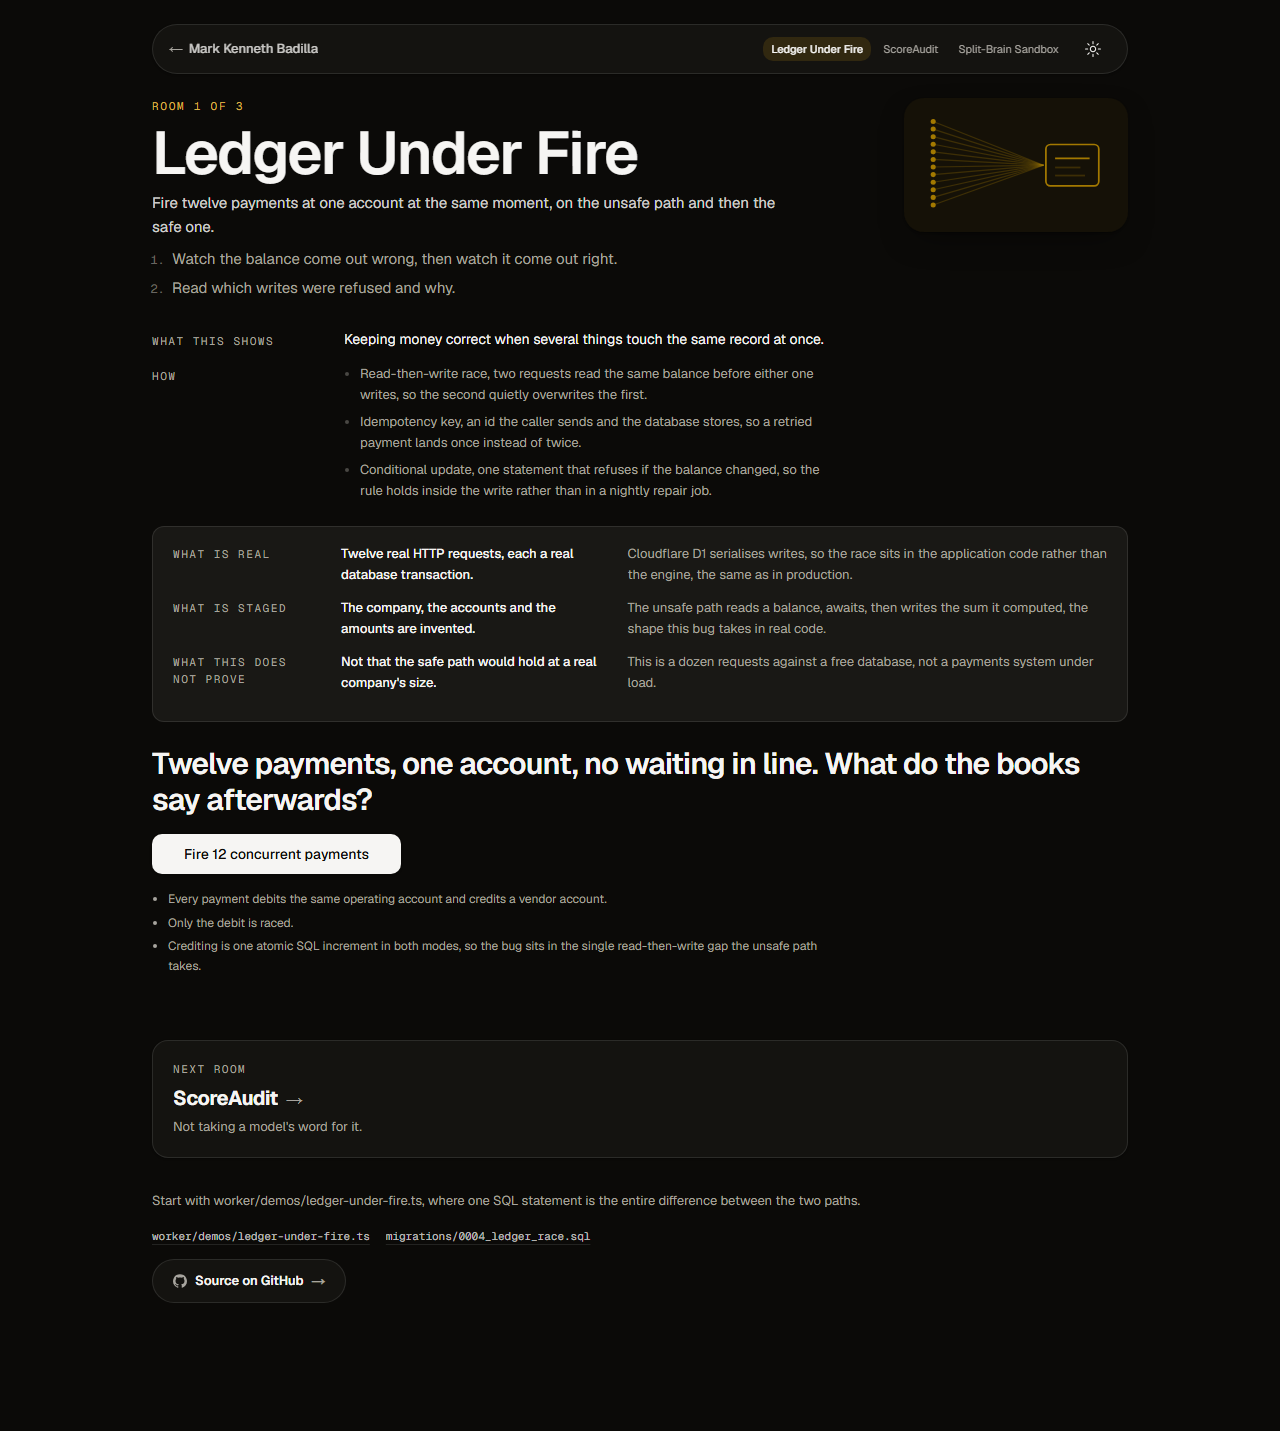 ← Mark Kenneth Badilla
Ledger Under Fire
ScoreAudit
Split-Brain Sandbox
ROOM 1 OF 3
Ledger Under Fire
Fire twelve payments at one account at the same moment, on the unsafe path and then the
safe one.
1. Watch the balance come out wrong, then watch it come out right.
2. Read which writes were refused and why.
WHAT THIS SHOWS
Keeping money correct when several things touch the same record at once.
HOW
• Read-then-write race, two requests read the same balance before either one
writes, so the second quietly overwrites the first.
• Idempotency key, an id the caller sends and the database stores, so a retried
payment lands once instead of twice.
• Conditional update, one statement that refuses if the balance changed, so the
rule holds inside the write rather than in a nightly repair job.
WHAT IS REAL
Twelve real HTTP requests, each a real
database transaction.
Cloudflare D1 serialises writes, so the race sits in the application code rather than
the engine, the same as in production.
WHAT IS STAGED
The company, the accounts and the
amounts are invented.
The unsafe path reads a balance, awaits, then writes the sum it computed, the
shape this bug takes in real code.
WHAT THIS DOES
NOT PROVE
Not that the safe path would hold at a real
company's size.
This is a dozen requests against a free database, not a payments system under
load.
Twelve payments, one account, no waiting in line. What do the books
say afterwards?
Fire 12 concurrent payments
• Every payment debits the same operating account and credits a vendor account.
• Only the debit is raced.
• Crediting is one atomic SQL increment in both modes, so the bug sits in the single read-then-write gap the unsafe path
takes.
NEXT ROOM
ScoreAudit →
Not taking a model's word for it.
Start with worker/demos/ledger-under-fire.ts, where one SQL statement is the entire difference between the two paths.
worker/demos/ledger-under-fire.ts
migrations/0004_ledger_race.sql
Source on GitHub →